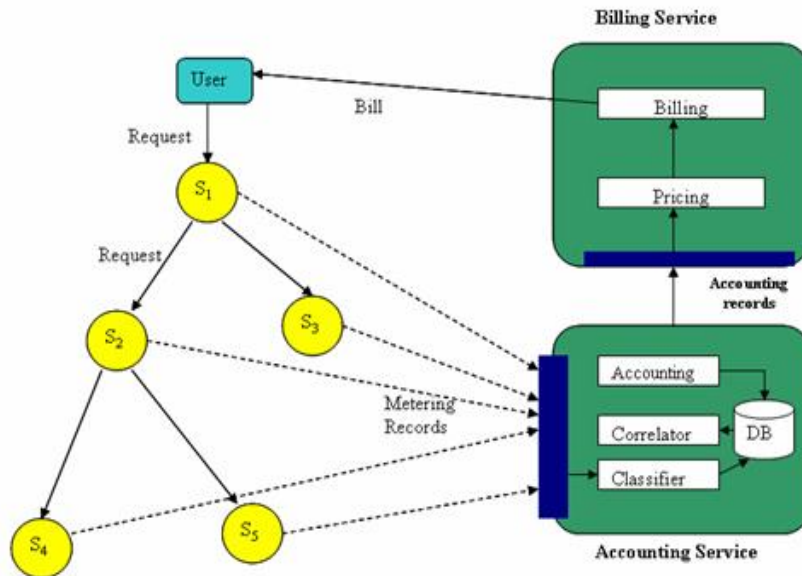 Billing Service
User
Billing
Bill
Request
S1
Pricing
Request
Accounting
records
S2
S3
Accounting
Metering
Records
Correlator
DB
Classifier
S4
S5
Accounting Service